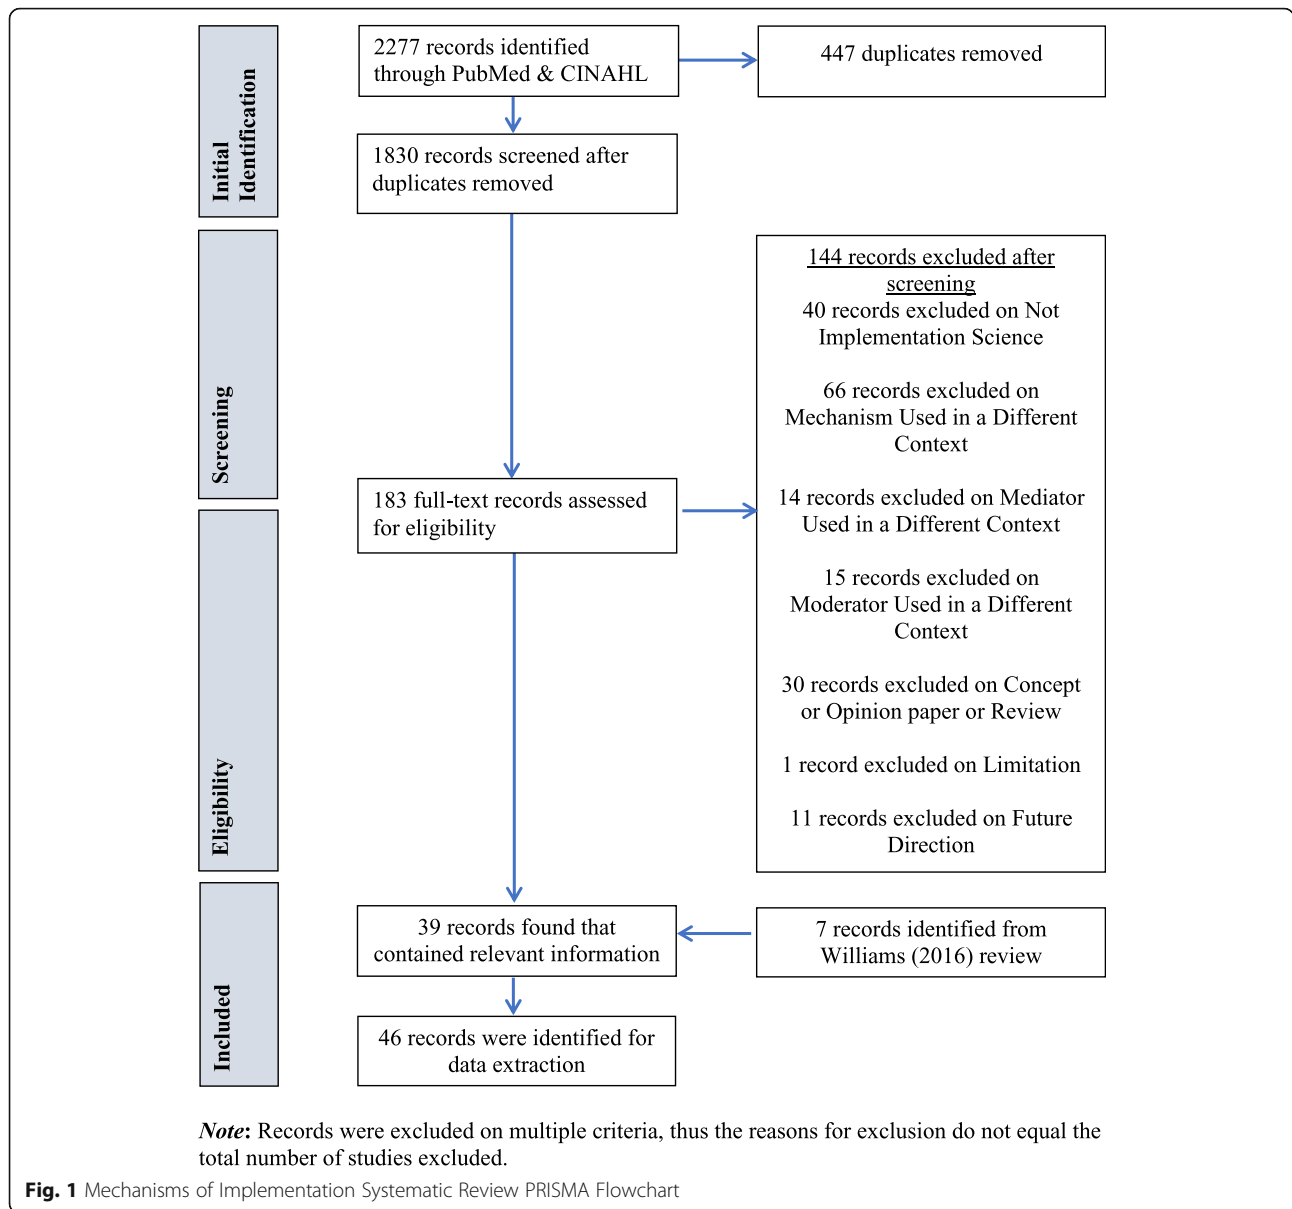 Initial
Identification
2277 records identified
through PubMed & CINAHL
447 duplicates removed
1830 records screened after
duplicates removed
Screening
144 records excluded after
screening
40 records excluded on Not
Implementation Science
66 records excluded on
Mechanism Used in a Different
Context
14 records excluded on Mediator
Used in a Different Context
15 records excluded on
Moderator Used in a Different
Context
30 records excluded on Concept
or Opinion paper or Review
1 record excluded on Limitation
11 records excluded on Future
Direction
183 full-text records assessed
for eligibility
Eligibility
Included
39 records found that
contained relevant information
7 records identified from
Williams (2016) review
46 records were identified for
data extraction
Note: Records were excluded on multiple criteria, thus the reasons for exclusion do not equal the
total number of studies excluded.
Fig. 1 Mechanisms of Implementation Systematic Review PRISMA Flowchart